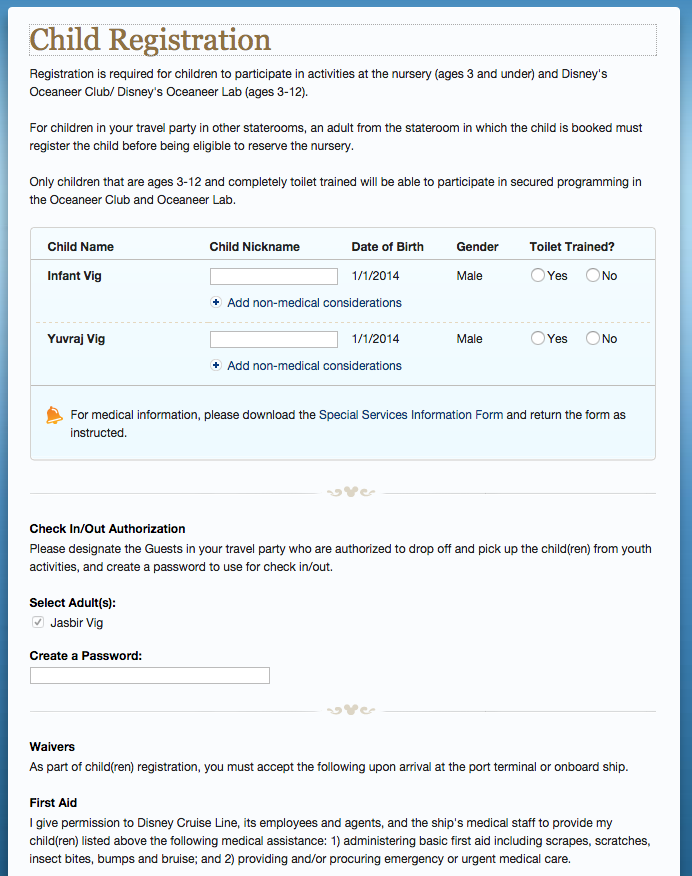 Child Registration
Registration is required for children to participate in activities at the nursery (ages 3 and under) and Disney's
Oceaneer Club/ Disney's Oceaneer Lab (ages 3-12).
For children in your travel party in other staterooms, an adult from the stateroom in which the child is booked must
register the child before being eligible to reserve the nursery.
Only children that are ages 3-12 and completely toilet trained will be able to participate in secured programming in
the Oceaneer Club and Oceaneer Lab.
Child Name Child Nickname Date of Birth Gender Toilet Trained?
Infant Vig 1/1/2014 Male Yes No
Add non-medical considerations
Yuvraj Vig 1/1/2014 Male Yes No
Add non-medical considerations
For medical information, please download the Special Services Information Form and return the form as
instructed.
Check In/Out Authorization
Please designate the Guests in your travel party who are authorized to drop off and pick up the child(ren) from youth
activities, and create a password to use for check in/out.
Select Adult(s):
Jasbir Vig
Create a Password:
Waivers
As part of child(ren) registration, you must accept the following upon arrival at the port terminal or onboard ship.
First Aid
I give permission to Disney Cruise Line, its employees and agents, and the ship's medical staff to provide my
child(ren) listed above the following medical assistance: 1) administering basic first aid including scrapes, scratches,
insect bites, bumps and bruise; and 2) providing and/or procuring emergency or urgent medical care.